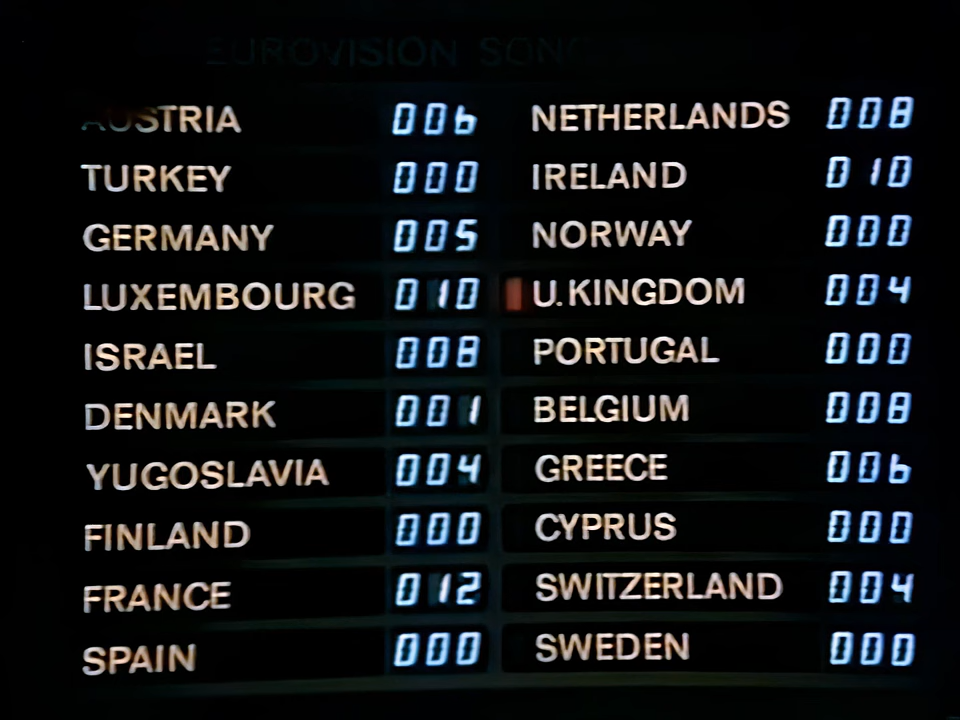 EUROVISION SONG
AUSTRIA 006 NETHERLANDS 008
TURKEY 000 IRELAND 010
GERMANY 005 NORWAY 000
LUXEMBOURG 010 U.KINGDOM 004
ISRAEL 008 PORTUGAL 000
DENMARK 001 BELGIUM 008
YUGOSLAVIA 004 GREECE 006
FINLAND 000 CYPRUS 000
FRANCE 012 SWITZERLAND 004
SPAIN 000 SWEDEN 000